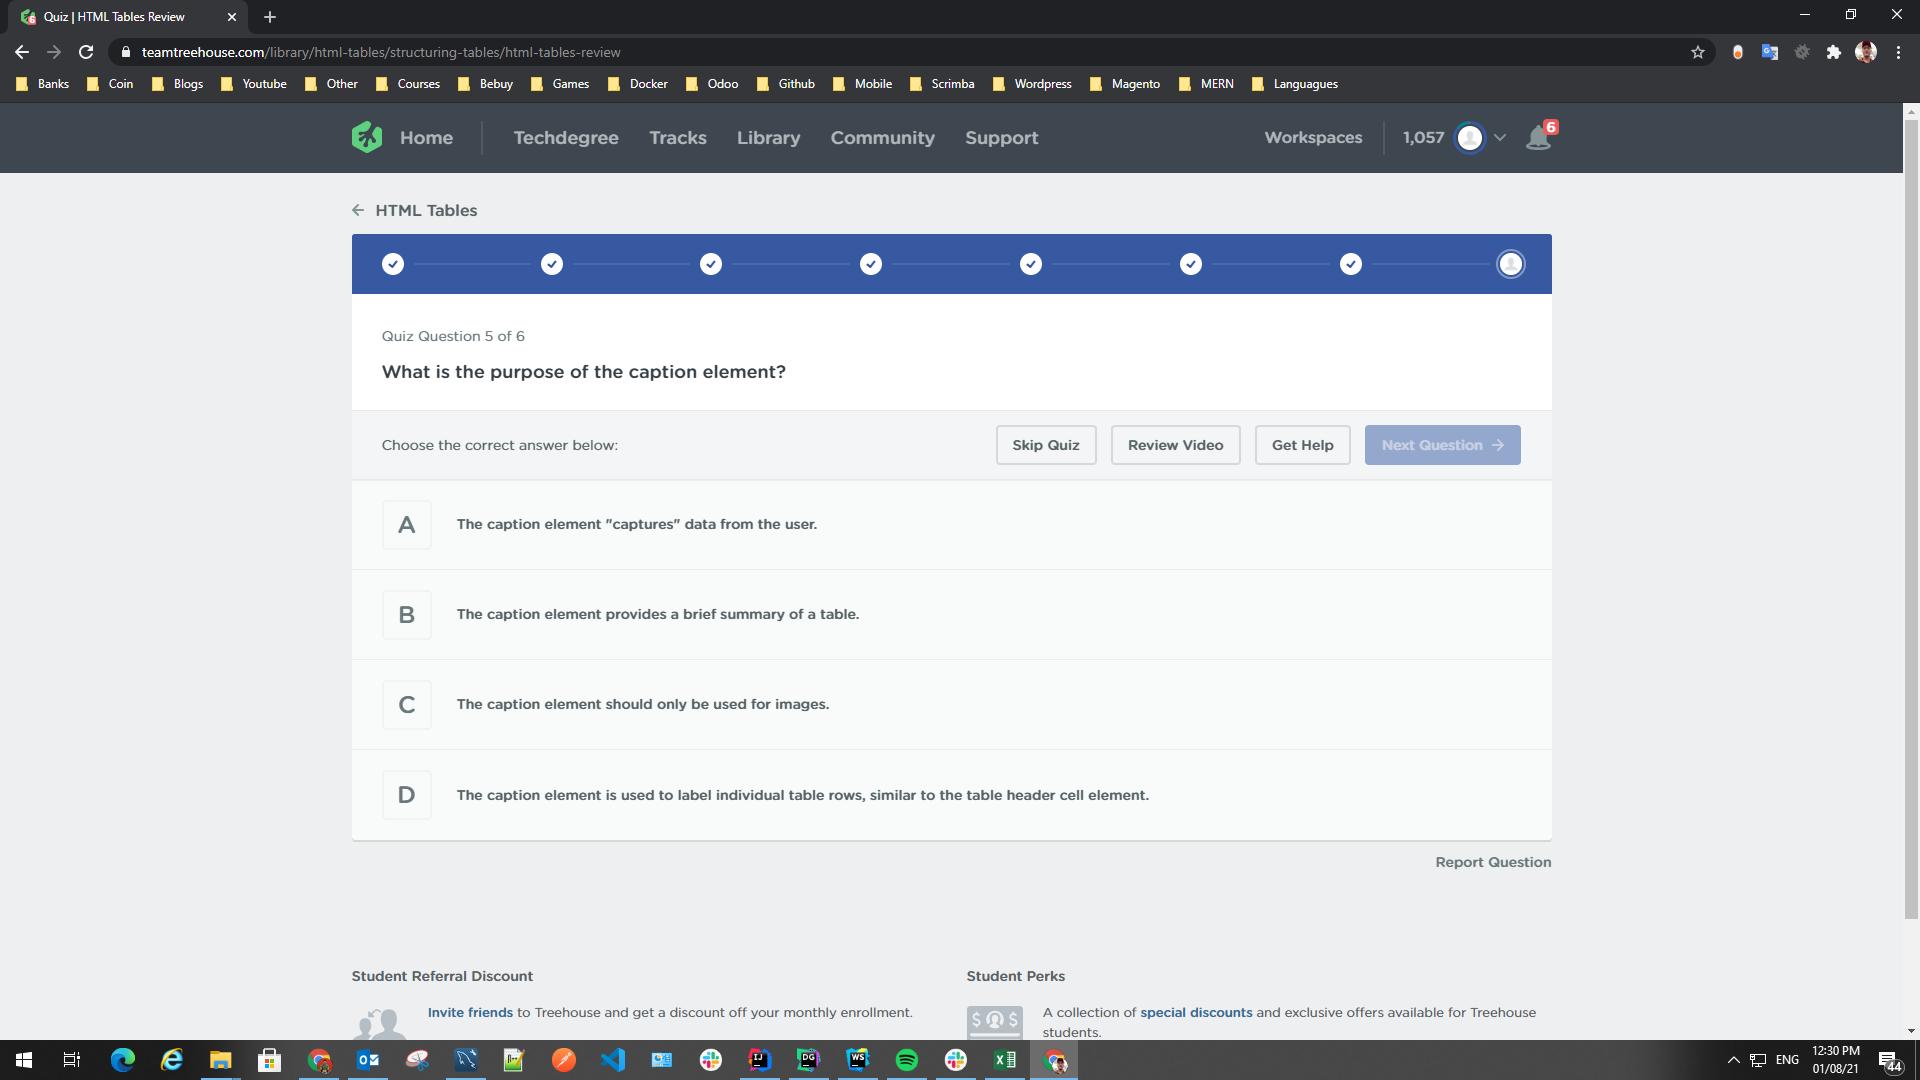 Quiz | HTML Tables Review
teamtreehouse.com/library/html-tables/structuring-tables/html-tables-review
Banks Coin Blogs Youtube Other Courses Bebuy Games Docker Odoo Github Mobile Scrimba Wordpress Magento MERN Languagues
Home Techdegree Tracks Library Community Support Workspaces 1,057 6
HTML Tables
Quiz Question 5 of 6
What is the purpose of the caption element?
Choose the correct answer below:
Skip Quiz Review Video Get Help Next Question
A The caption element "captures" data from the user.
B The caption element provides a brief summary of a table.
C The caption element should only be used for images.
D The caption element is used to label individual table rows, similar to the table header cell element.
Report Question
Student Referral Discount
Invite friends to Treehouse and get a discount off your monthly enrollment.
Student Perks
A collection of special discounts and exclusive offers available for Treehouse
students.
ENG
12:30 PM
01/08/21
44